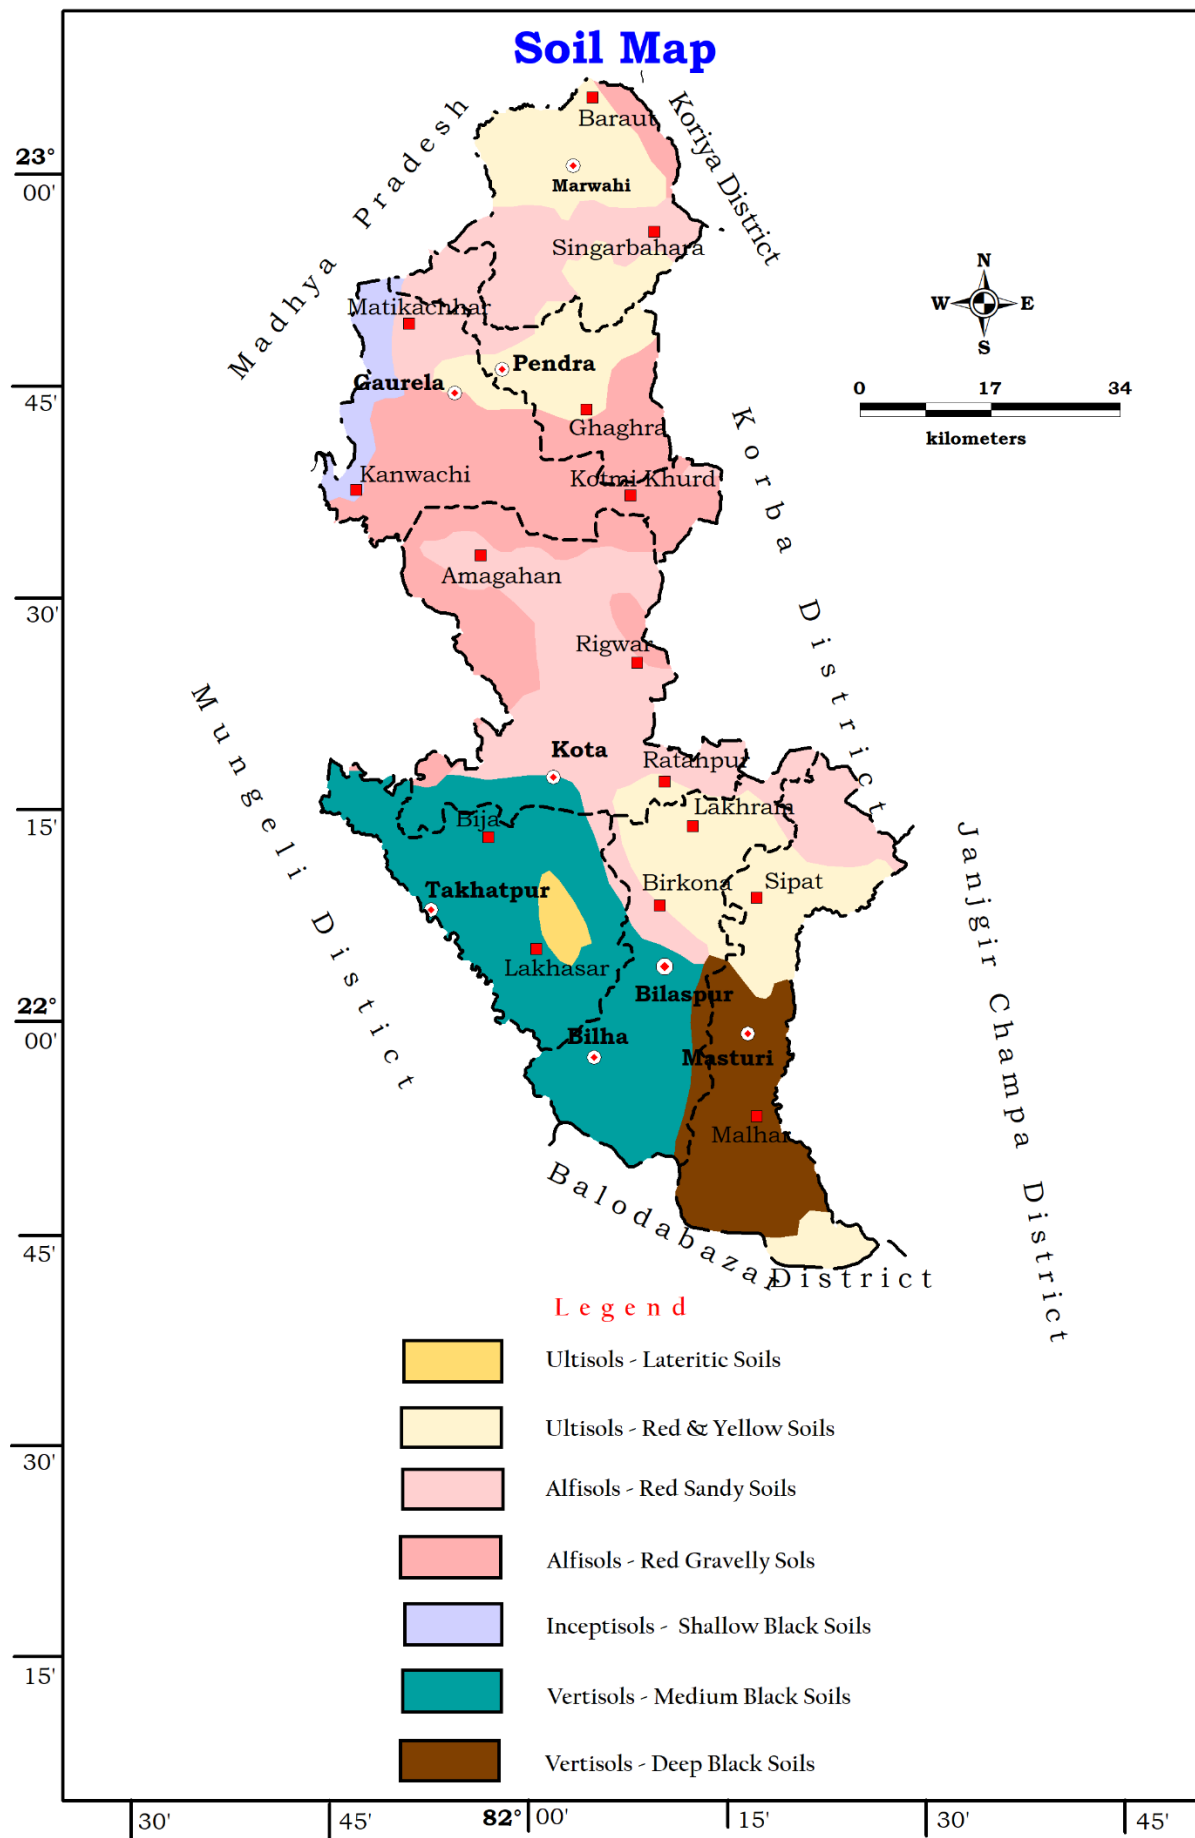 Soil Map
Baraut
Koriya District
Madhya Pradesh
23°
00'
Marwahi
Singarbahara
N
W E
S
Matikachhar
Pendra
Gaurela
45'
0 17 34
kilometers
Ghaghra
Kanwachi
Kotmi Khurd
Korba District
Amagahan
30'
Rigwar
Mungeli District
Kota
Ratanpur
Lakhram
15'
Bija
Janjgir Champa District
Takhatpur
Birkona
Sipat
Lakhasar
Bilaspur
22°
00'
Bilha
Masturi
Malhar
Balodabazar District
45'
Legend
Ultisols - Lateritic Soils
Ultisols - Red & Yellow Soils
30'
Alfisols - Red Sandy Soils
Alfisols - Red Gravelly Sols
Inceptisols - Shallow Black Soils
15'
Vertisols - Medium Black Soils
Vertisols - Deep Black Soils
30' 45' 82° 00' 15' 30' 45'